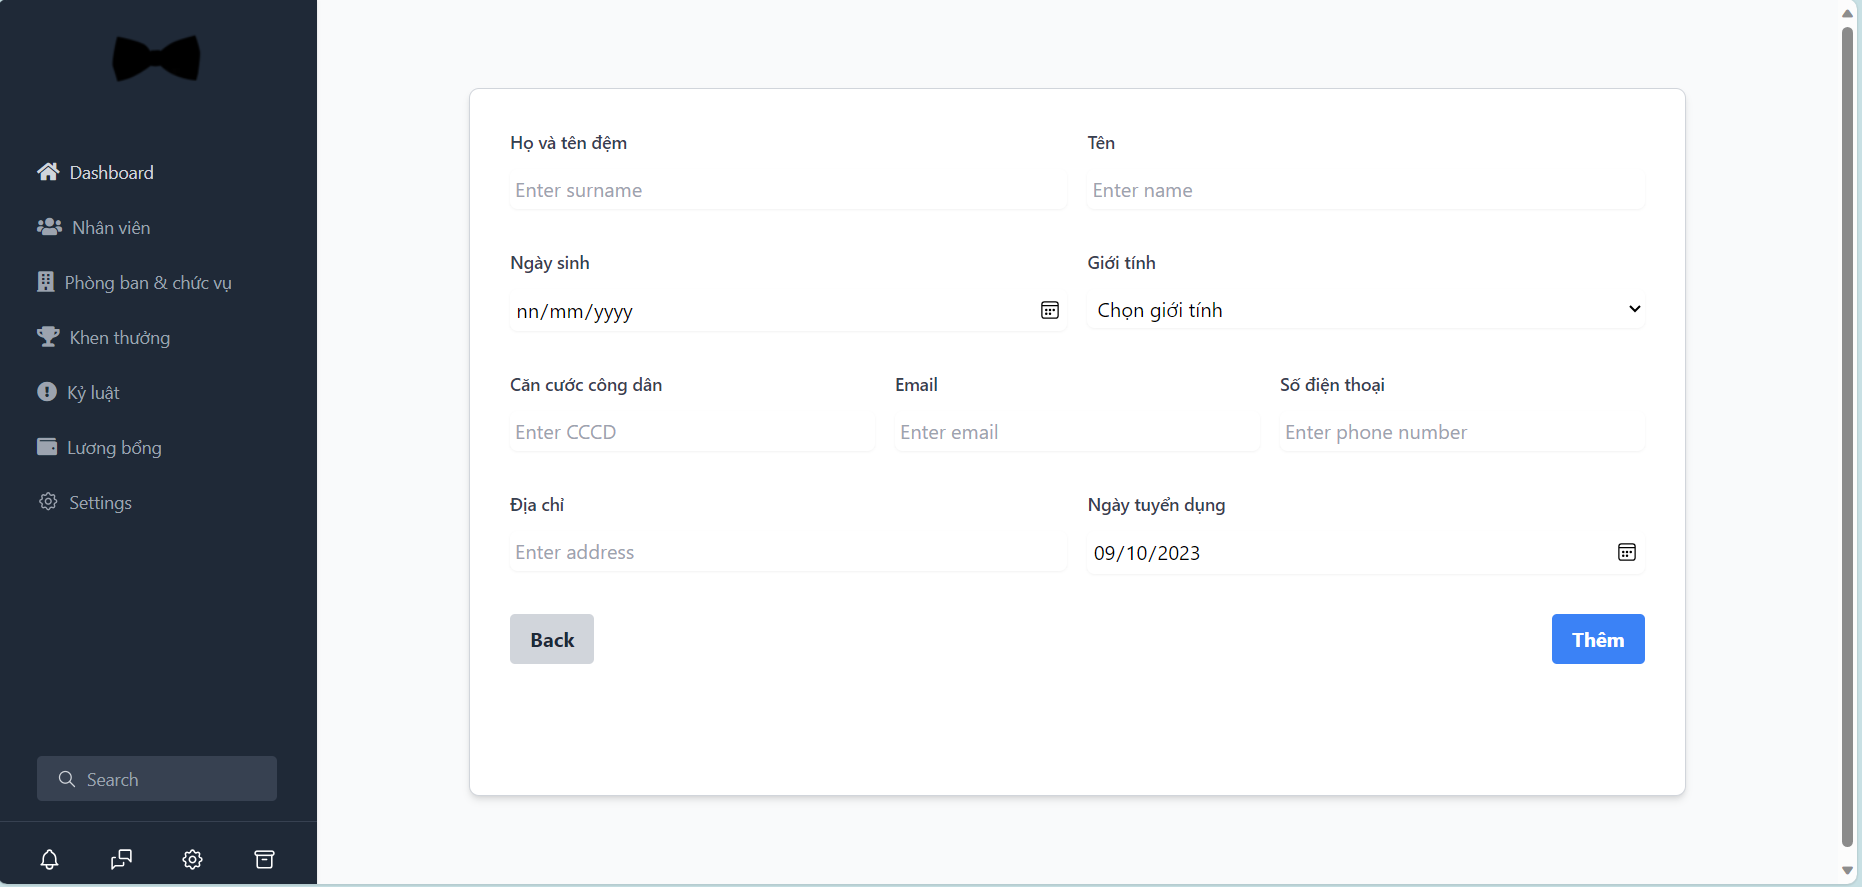 Dashboard
Nhân viên
Phòng ban & chức vụ
Khen thưởng
Kỷ luật
Lương bổng
Settings
Search
Họ và tên đệm
Tên
Enter surname
Enter name
Ngày sinh
Giới tính
nn/mm/yyyy
Chọn giới tính
Căn cước công dân
Email
Số điện thoại
Enter CCCD
Enter email
Enter phone number
Địa chỉ
Ngày tuyển dụng
Enter address
09/10/2023
Back
Thêm